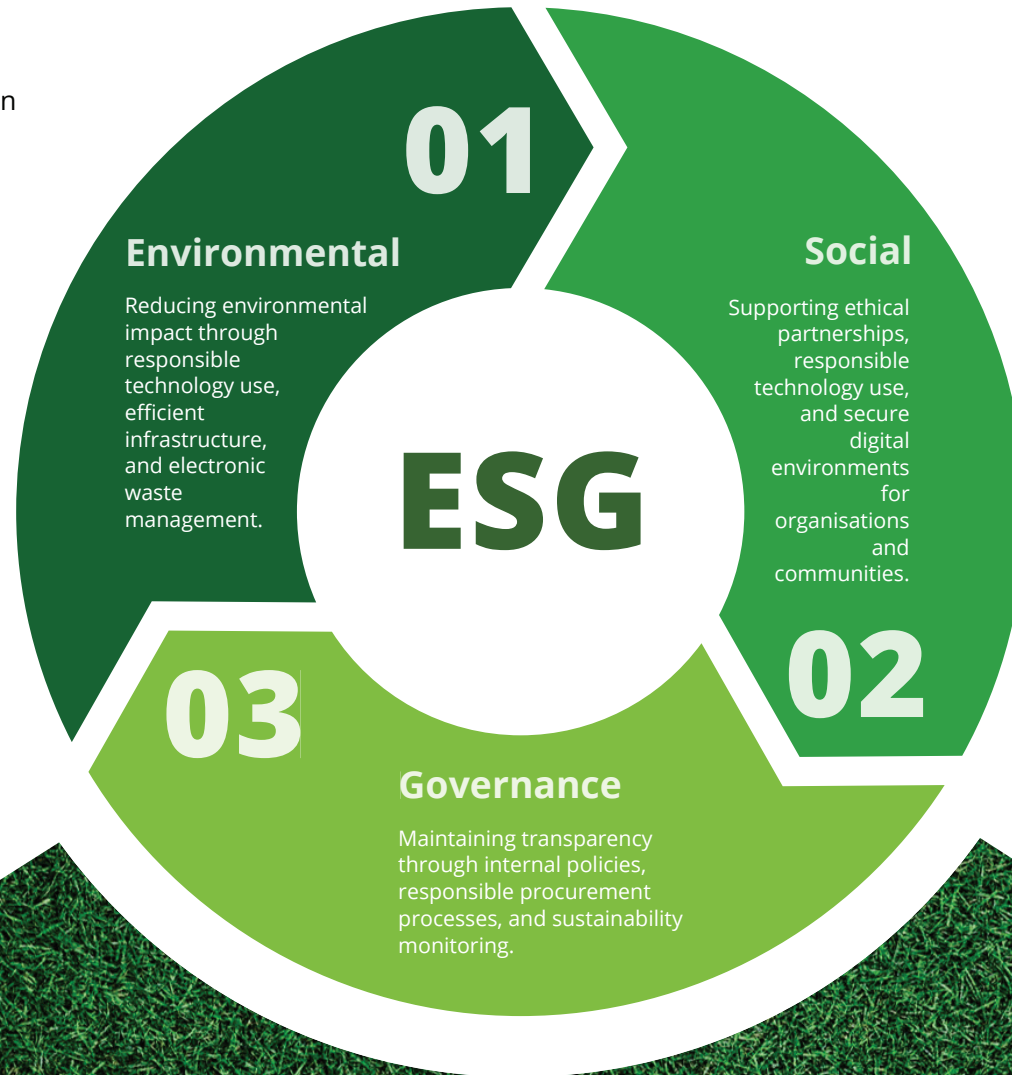 n
01
Environmental
Reducing environmental
impact through
responsible
technology use,
efficient
infrastructure,
and electronic
waste
management.
Social
Supporting ethical
partnerships,
responsible
technology use,
and secure
digital
environments
for
organisations
and
communities.
02
ESG
03
Governance
Maintaining transparency
through internal policies,
responsible procurement
processes, and sustainability
monitoring.